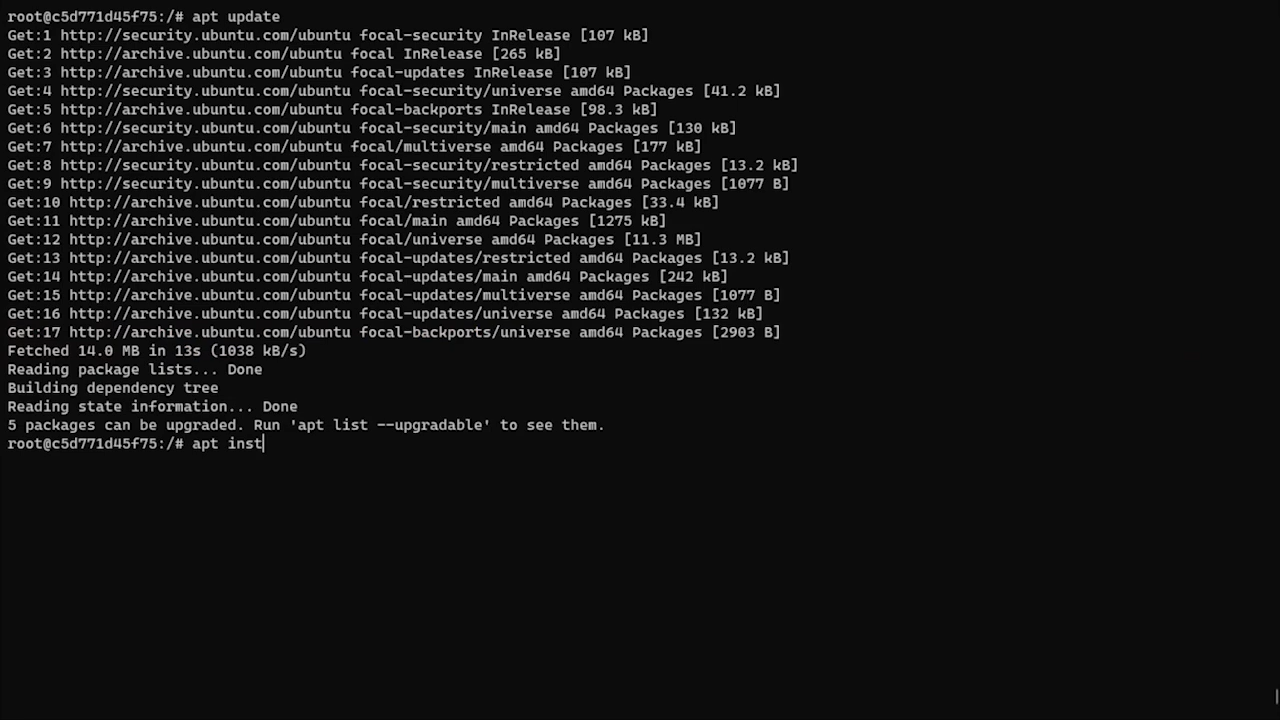 root@c5d771d45f75:/# apt update
Get:1 http://security.ubuntu.com/ubuntu focal-security InRelease [107 kB]
Get:2 http://archive.ubuntu.com/ubuntu focal InRelease [265 kB]
Get:3 http://archive.ubuntu.com/ubuntu focal-updates InRelease [107 kB]
Get:4 http://security.ubuntu.com/ubuntu focal-security/universe amd64 Packages [41.2 kB]
Get:5 http://archive.ubuntu.com/ubuntu focal-backports InRelease [98.3 kB]
Get:6 http://security.ubuntu.com/ubuntu focal-security/main amd64 Packages [130 kB]
Get:7 http://archive.ubuntu.com/ubuntu focal/multiverse amd64 Packages [177 kB]
Get:8 http://security.ubuntu.com/ubuntu focal-security/restricted amd64 Packages [13.2 kB]
Get:9 http://security.ubuntu.com/ubuntu focal-security/multiverse amd64 Packages [1077 B]
Get:10 http://archive.ubuntu.com/ubuntu focal/restricted amd64 Packages [33.4 kB]
Get:11 http://archive.ubuntu.com/ubuntu focal/main amd64 Packages [1275 kB]
Get:12 http://archive.ubuntu.com/ubuntu focal/universe amd64 Packages [11.3 MB]
Get:13 http://archive.ubuntu.com/ubuntu focal-updates/restricted amd64 Packages [13.2 kB]
Get:14 http://archive.ubuntu.com/ubuntu focal-updates/main amd64 Packages [242 kB]
Get:15 http://archive.ubuntu.com/ubuntu focal-updates/multiverse amd64 Packages [1077 B]
Get:16 http://archive.ubuntu.com/ubuntu focal-updates/universe amd64 Packages [132 kB]
Get:17 http://archive.ubuntu.com/ubuntu focal-backports/universe amd64 Packages [2903 B]
Fetched 14.0 MB in 13s (1038 kB/s)
Reading package lists... Done
Building dependency tree
Reading state information... Done
5 packages can be upgraded. Run 'apt list --upgradable' to see them.
root@c5d771d45f75:/# apt inst